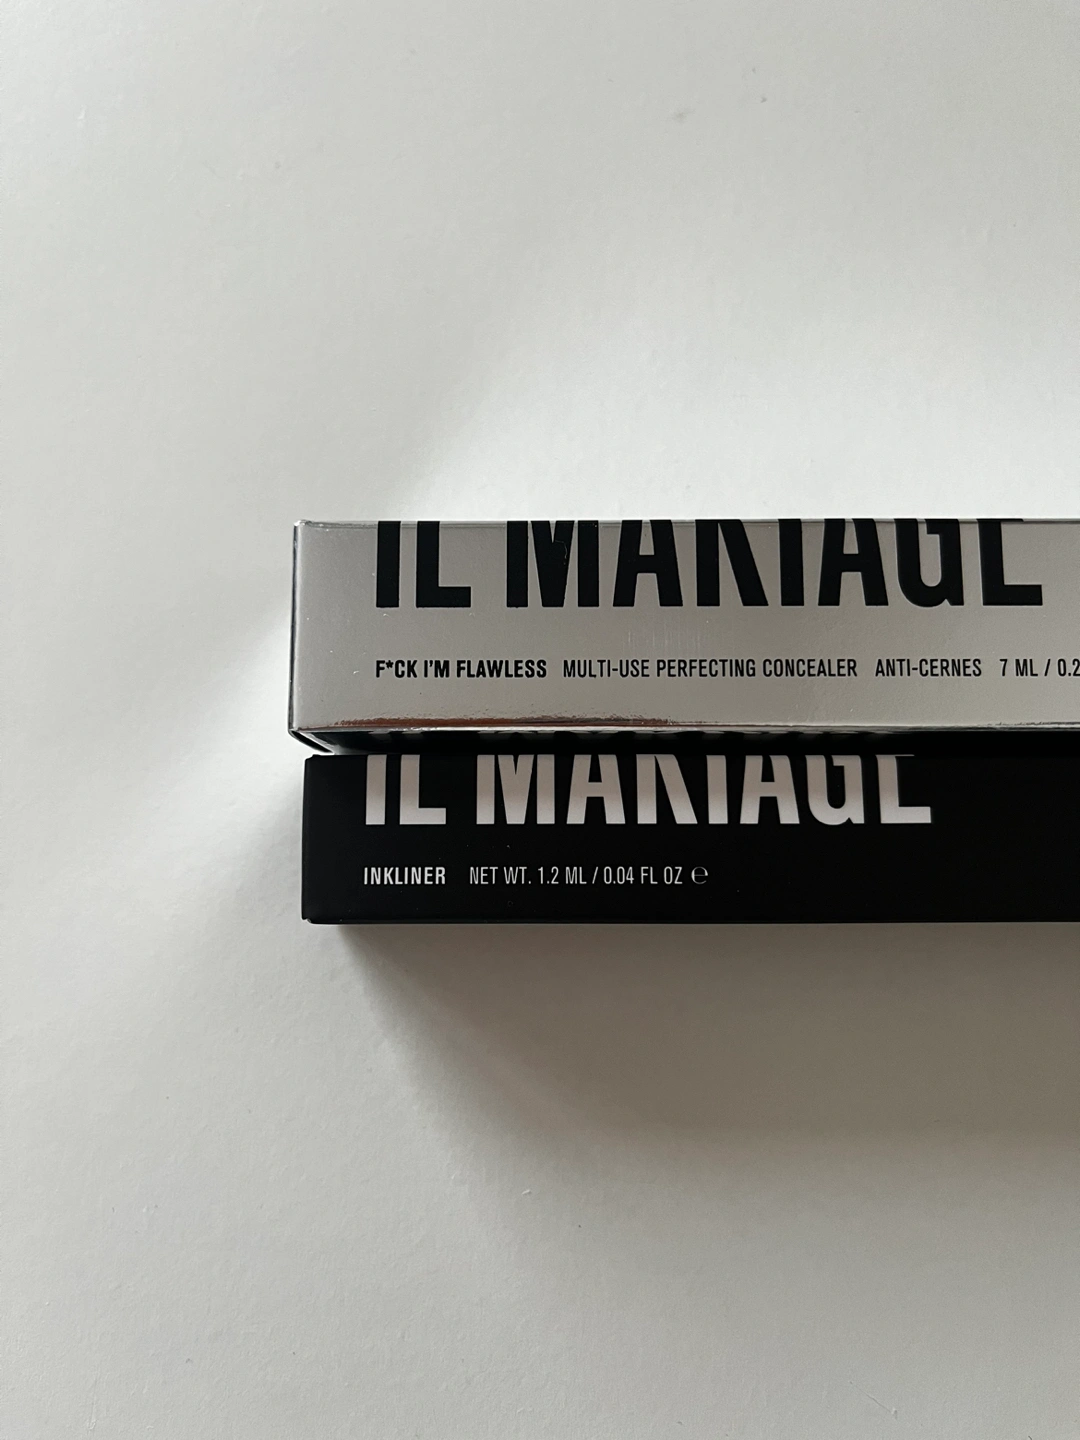 IL MAKIAGE
F*CK I'M FLAWLESS MULTI-USE PERFECTING CONCEALER ANTI-CERNES 7 ML / 0.2
IL MAKIAGE
INKLINER NET WT. 1.2 ML / 0.04 FL OZ ℮